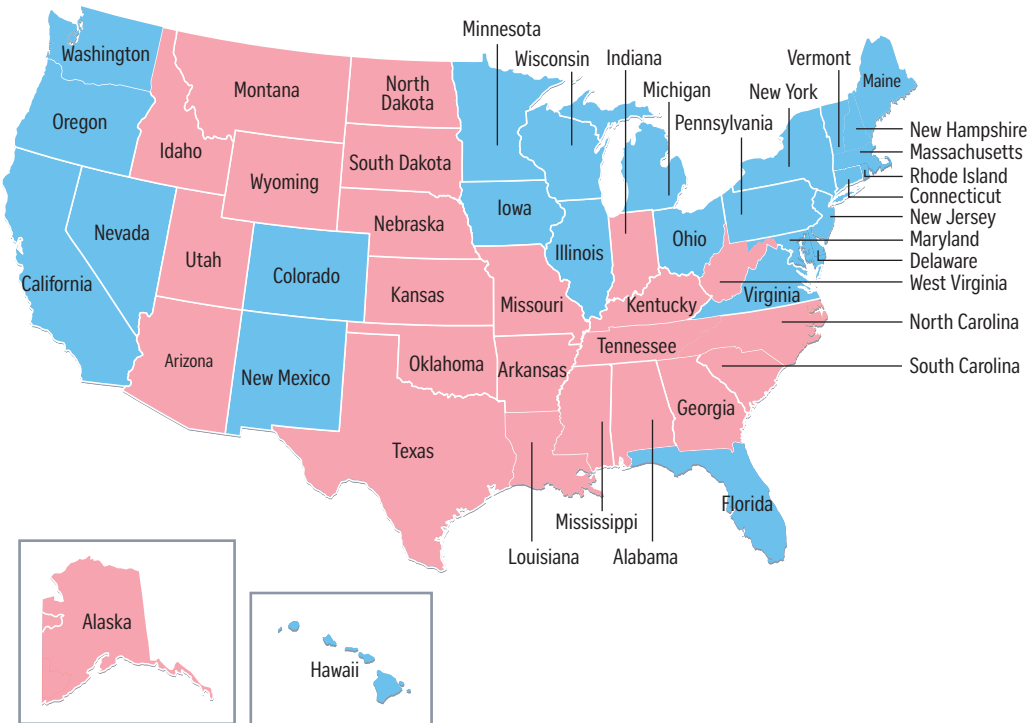 Minnesota
Wisconsin
Indiana
Michigan
Vermont
New York
Pennsylvania
Maine
Washington
Oregon
Idaho
Montana
North
Dakota
South Dakota
Wyoming
Nebraska
Iowa
Nevada
Utah
California
Colorado
Kansas
Missouri
Illinois
Ohio
Kentucky
Virginia
New Hampshire
Massachusetts
Rhode Island
Connecticut
New Jersey
Maryland
Delaware
West Virginia
North Carolina
South Carolina
Arizona
New Mexico
Oklahoma
Arkansas
Tennessee
Georgia
Texas
Florida
Mississippi
Louisiana
Alabama
Alaska
Hawaii